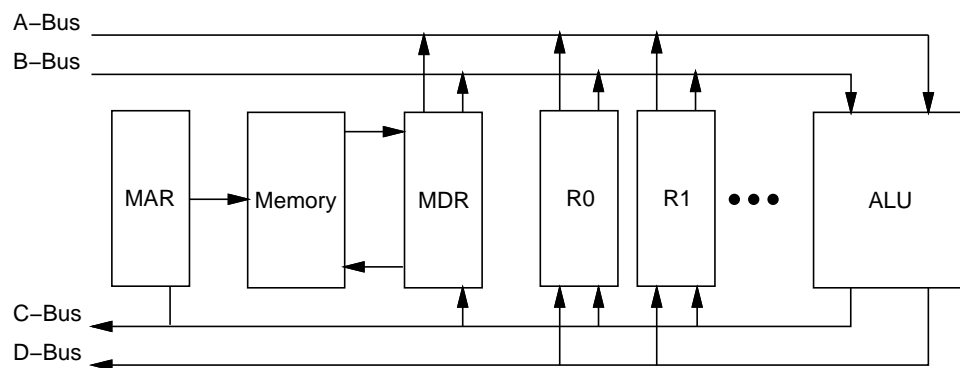 A–Bus
B–Bus
MAR
Memory
MDR
R0
R1
ALU
C–Bus
D–Bus